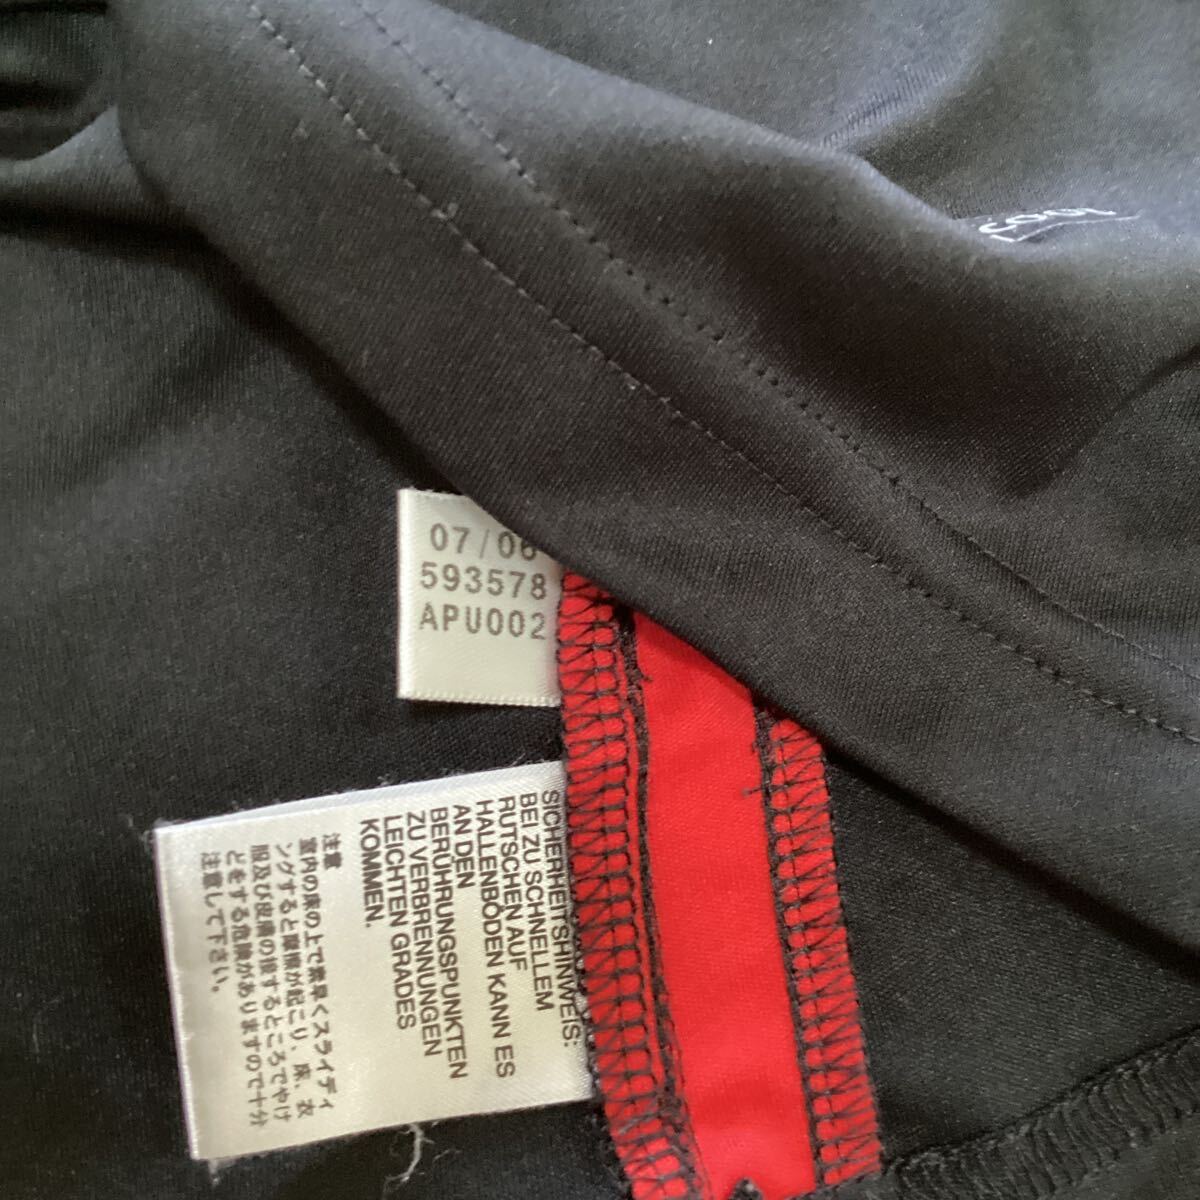 COOL
07/06
593578
APU002
SICHERHEITSHINWEIS:
BEI ZU SCHNELLEM
RUTSCHEN AUF
HALLENBÖDEN KANN ES
AN DEN
BERÜHRUNGSPUNKTEN
ZU VERBRENNUNGEN
LEICHTEN GRADES
KOMMEN.
注意
室内の床の上で素早くスライディ
ングすると摩擦が起こり、床、衣
服及び皮膚の接するところでやけ
どをする危険がありますので十分
注意して下さい。